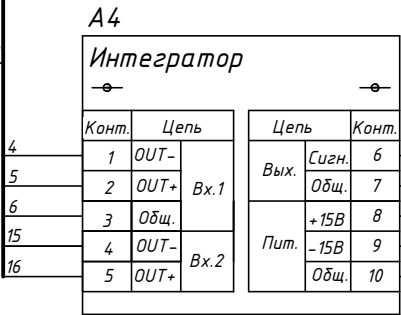 А4
Интегратор
Конт. Цепь Цепь Конт.
4 1 OUT- Вх.1 Вых. Сигн. 6
5 2 OUT+ Общ. 7
6 3 Общ. Пит. +15В 8
15 4 OUT- Вх.2 -15В 9
16 5 OUT+ Общ. 10